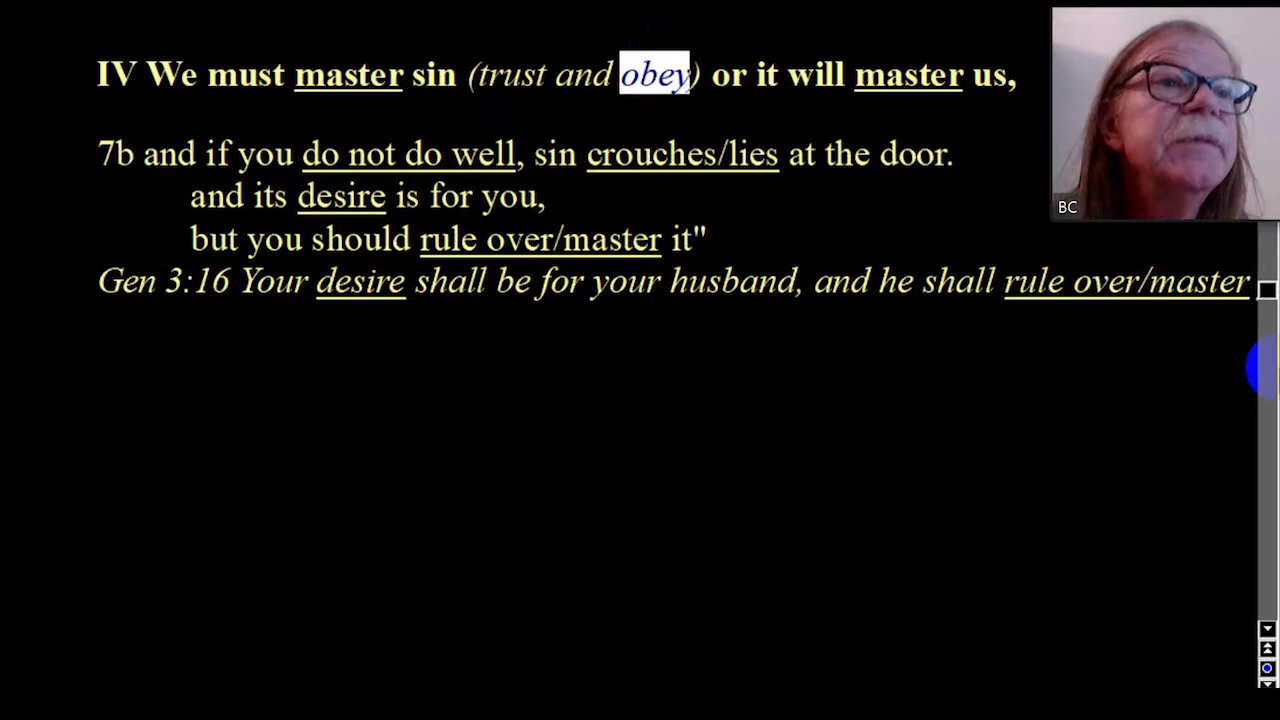 IV We must master sin (trust and obey) or it will master us,
BC
7b and if you do not do well, sin crouches/lies at the door.
and its desire is for you,
but you should rule over/master it"
Gen 3:16 Your desire shall be for your husband, and he shall rule over/master